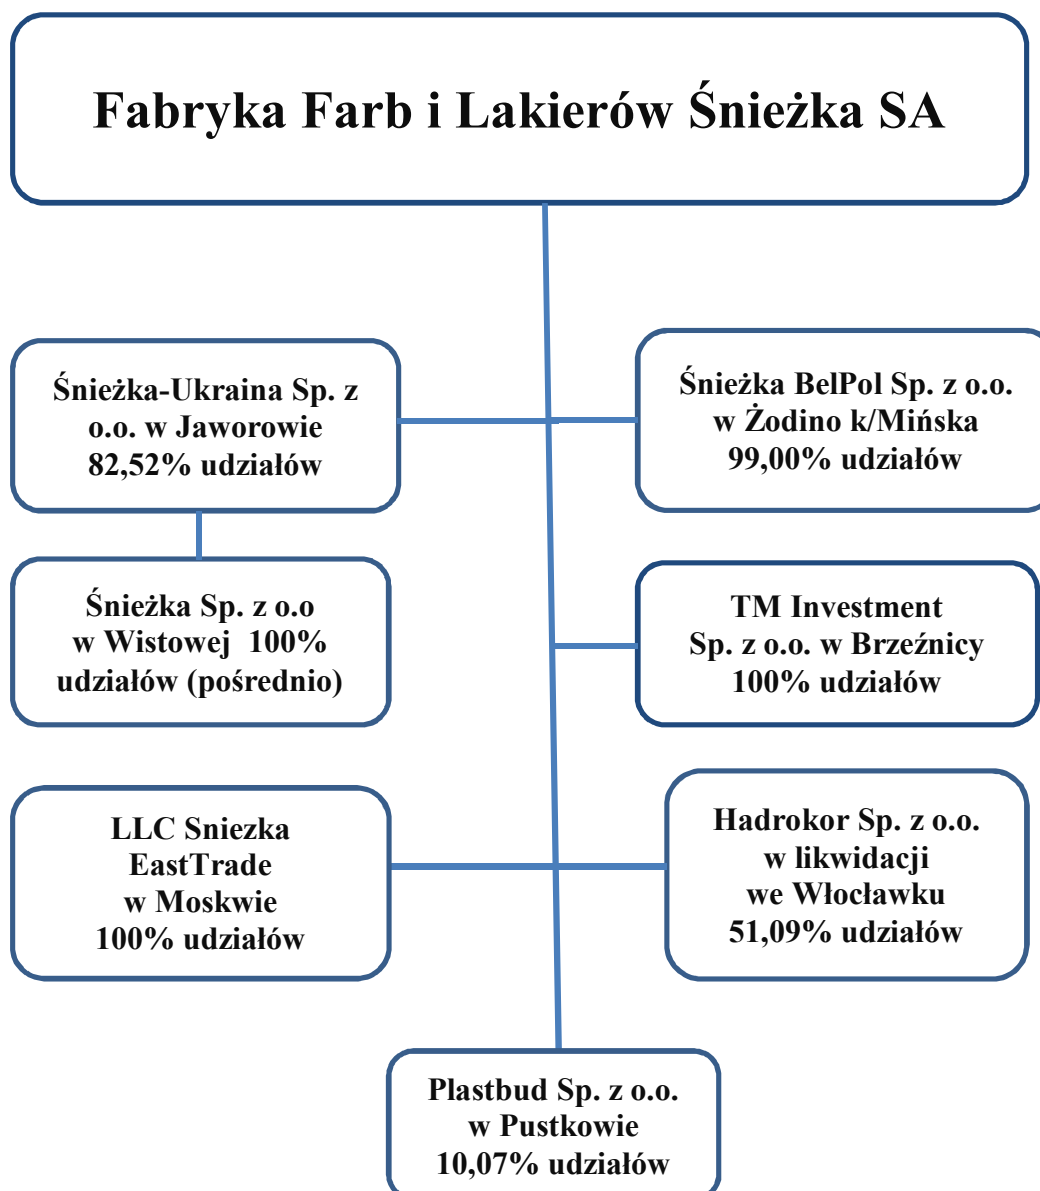 Fabryka Farb i Lakierów Śnieżka SA
Śnieżka-Ukraina Sp. z
o.o. w Jaworowie
82,52% udziałów
Śnieżka BelPol Sp. z o.o.
w Żodino k/Mińska
99,00% udziałów
Śnieżka Sp. z o.o
w Wistowej 100%
udziałów (pośrednio)
TM Investment
Sp. z o.o. w Brzeźnicy
100% udziałów
LLC Sniezka
EastTrade
w Moskwie
100% udziałów
Hadrokor Sp. z o.o.
w likwidacji
we Włocławku
51,09% udziałów
Plastbud Sp. z o.o.
w Pustkowie
10,07% udziałów